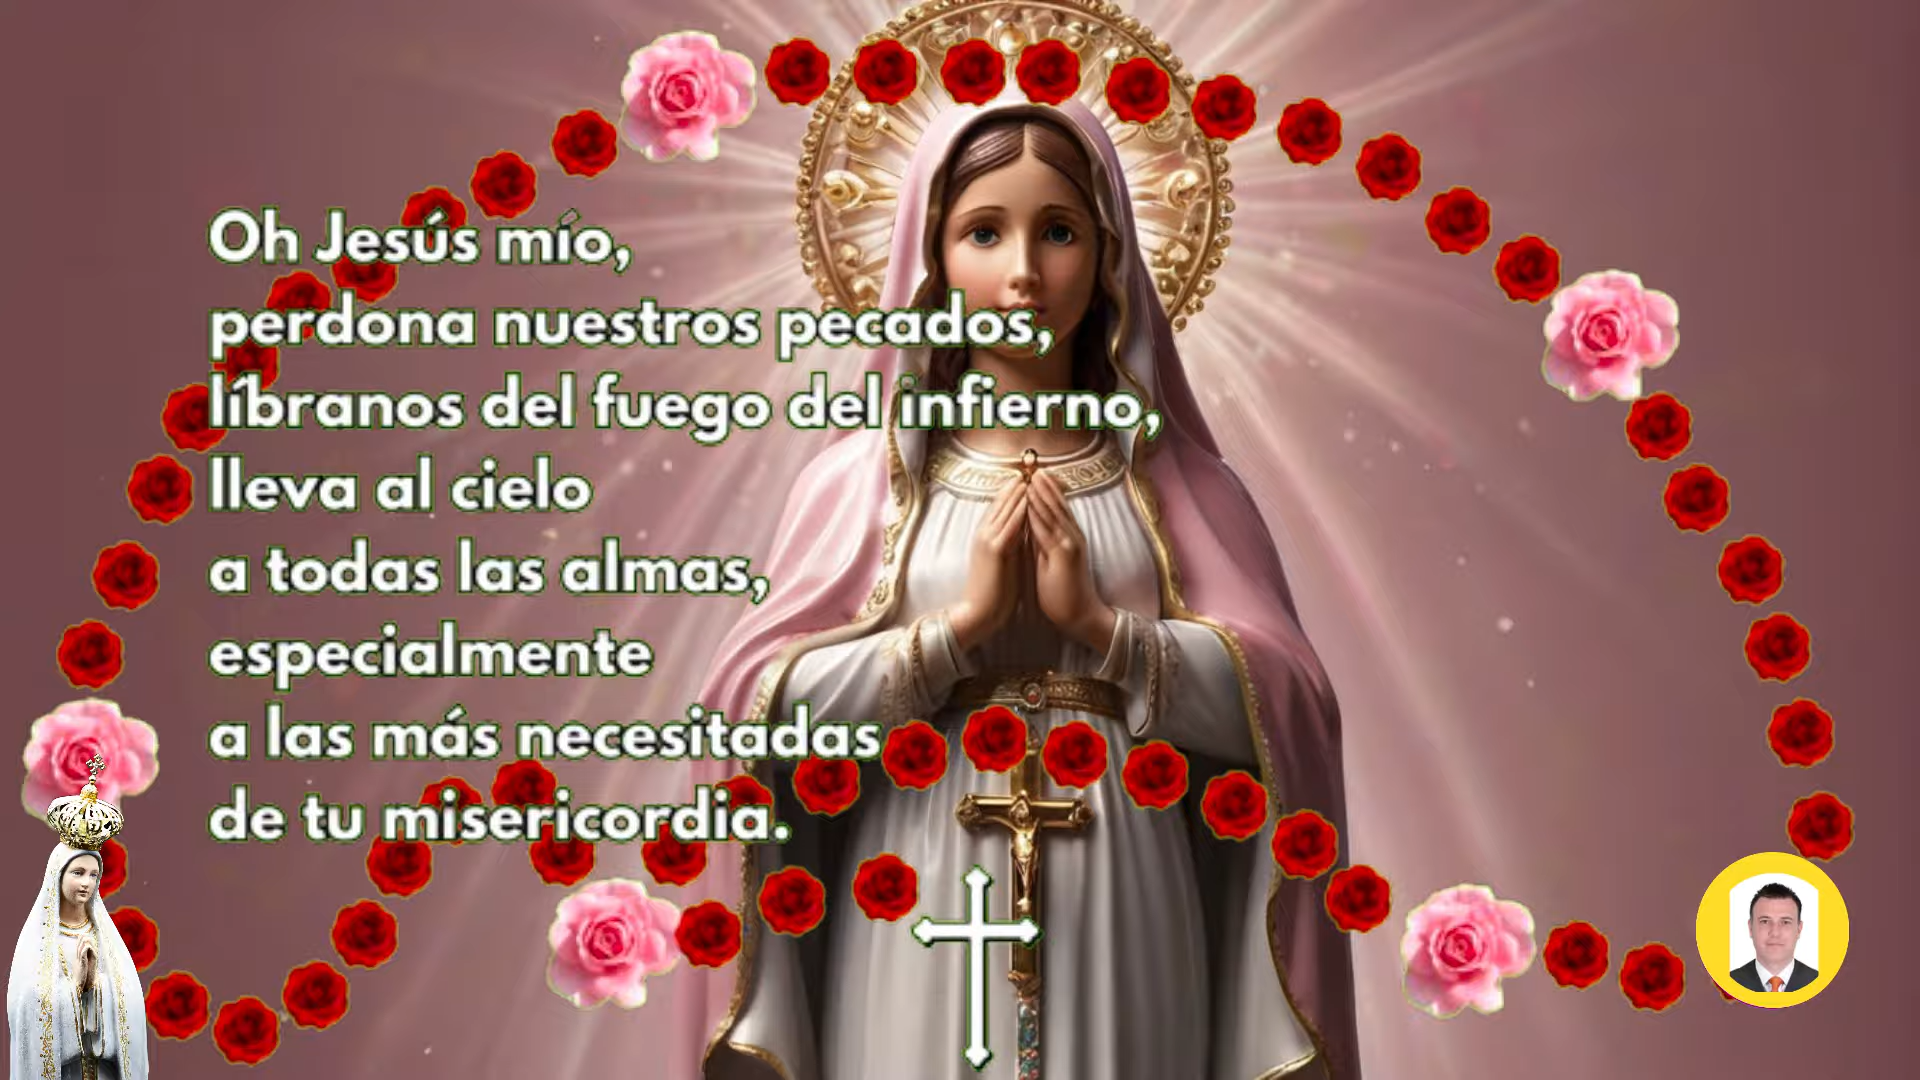 Oh Jesús mío,
perdona nuestros pecados,
líbranos del fuego del infierno,
lleva al cielo
a todas las almas,
especialmente
a las más necesitadas
de tu misericordia.